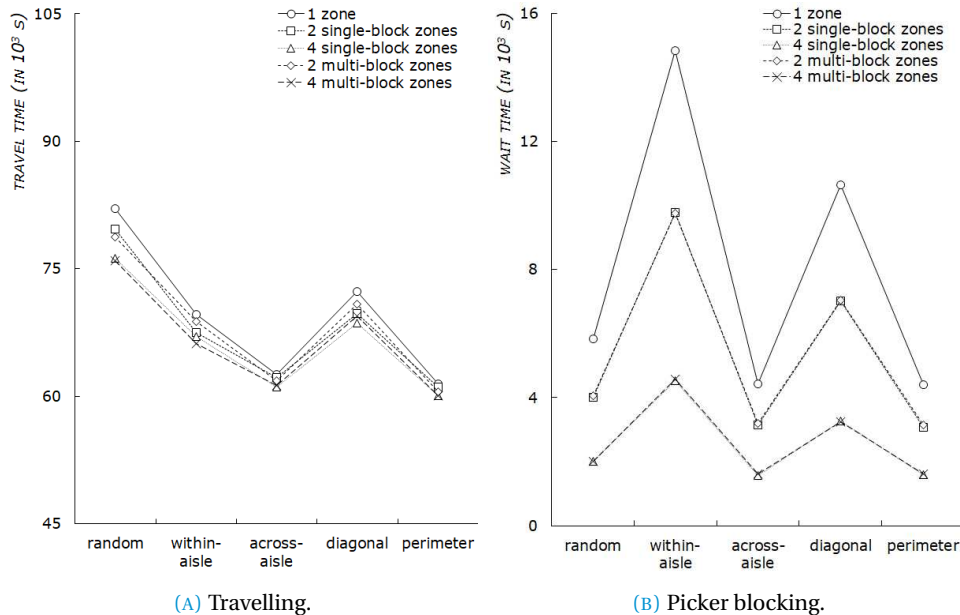 105
90
75
60
45
TRAVEL TIME (IN 10³ S)
1 zone
2 single-block zones
4 single-block zones
2 multi-block zones
4 multi-block zones
random
within-
aisle
across-
aisle
diagonal
perimeter
(A) Travelling.
16
12
8
4
0
WAIT TIME (IN 10³ S)
1 zone
2 single-block zones
4 single-block zones
2 multi-block zones
4 multi-block zones
random
within-
aisle
across-
aisle
diagonal
perimeter
(B) Picker blocking.